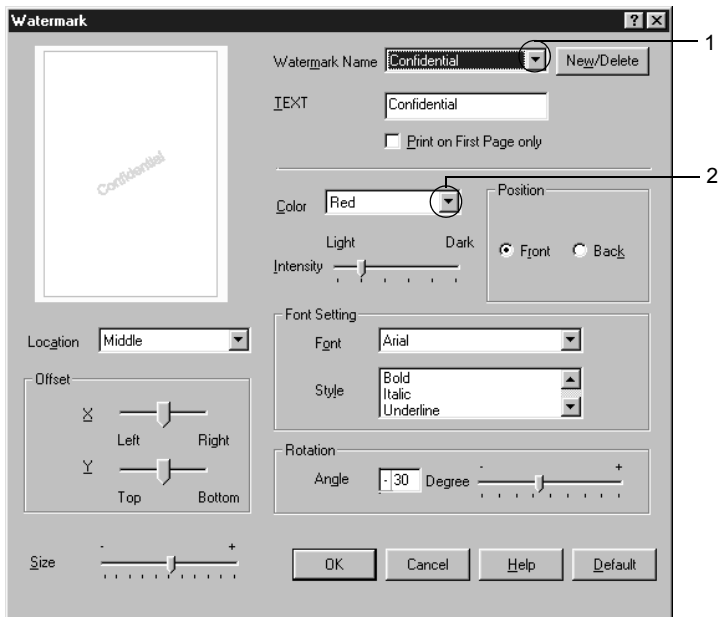 Watermark
1
Watermark Name Confidential New/Delete
TEXT Confidential
Print on First Page only
Confidential
2
Color Red
Position
Light Dark
Front Back
Intensity
Font Setting
Location Middle
Font Arial
Offset
Style Bold
Italic
Underline
X
Left Right
Rotation
- +
Y
Angle -30 Degree
Top Bottom
- +
Size
OK Cancel Help Default